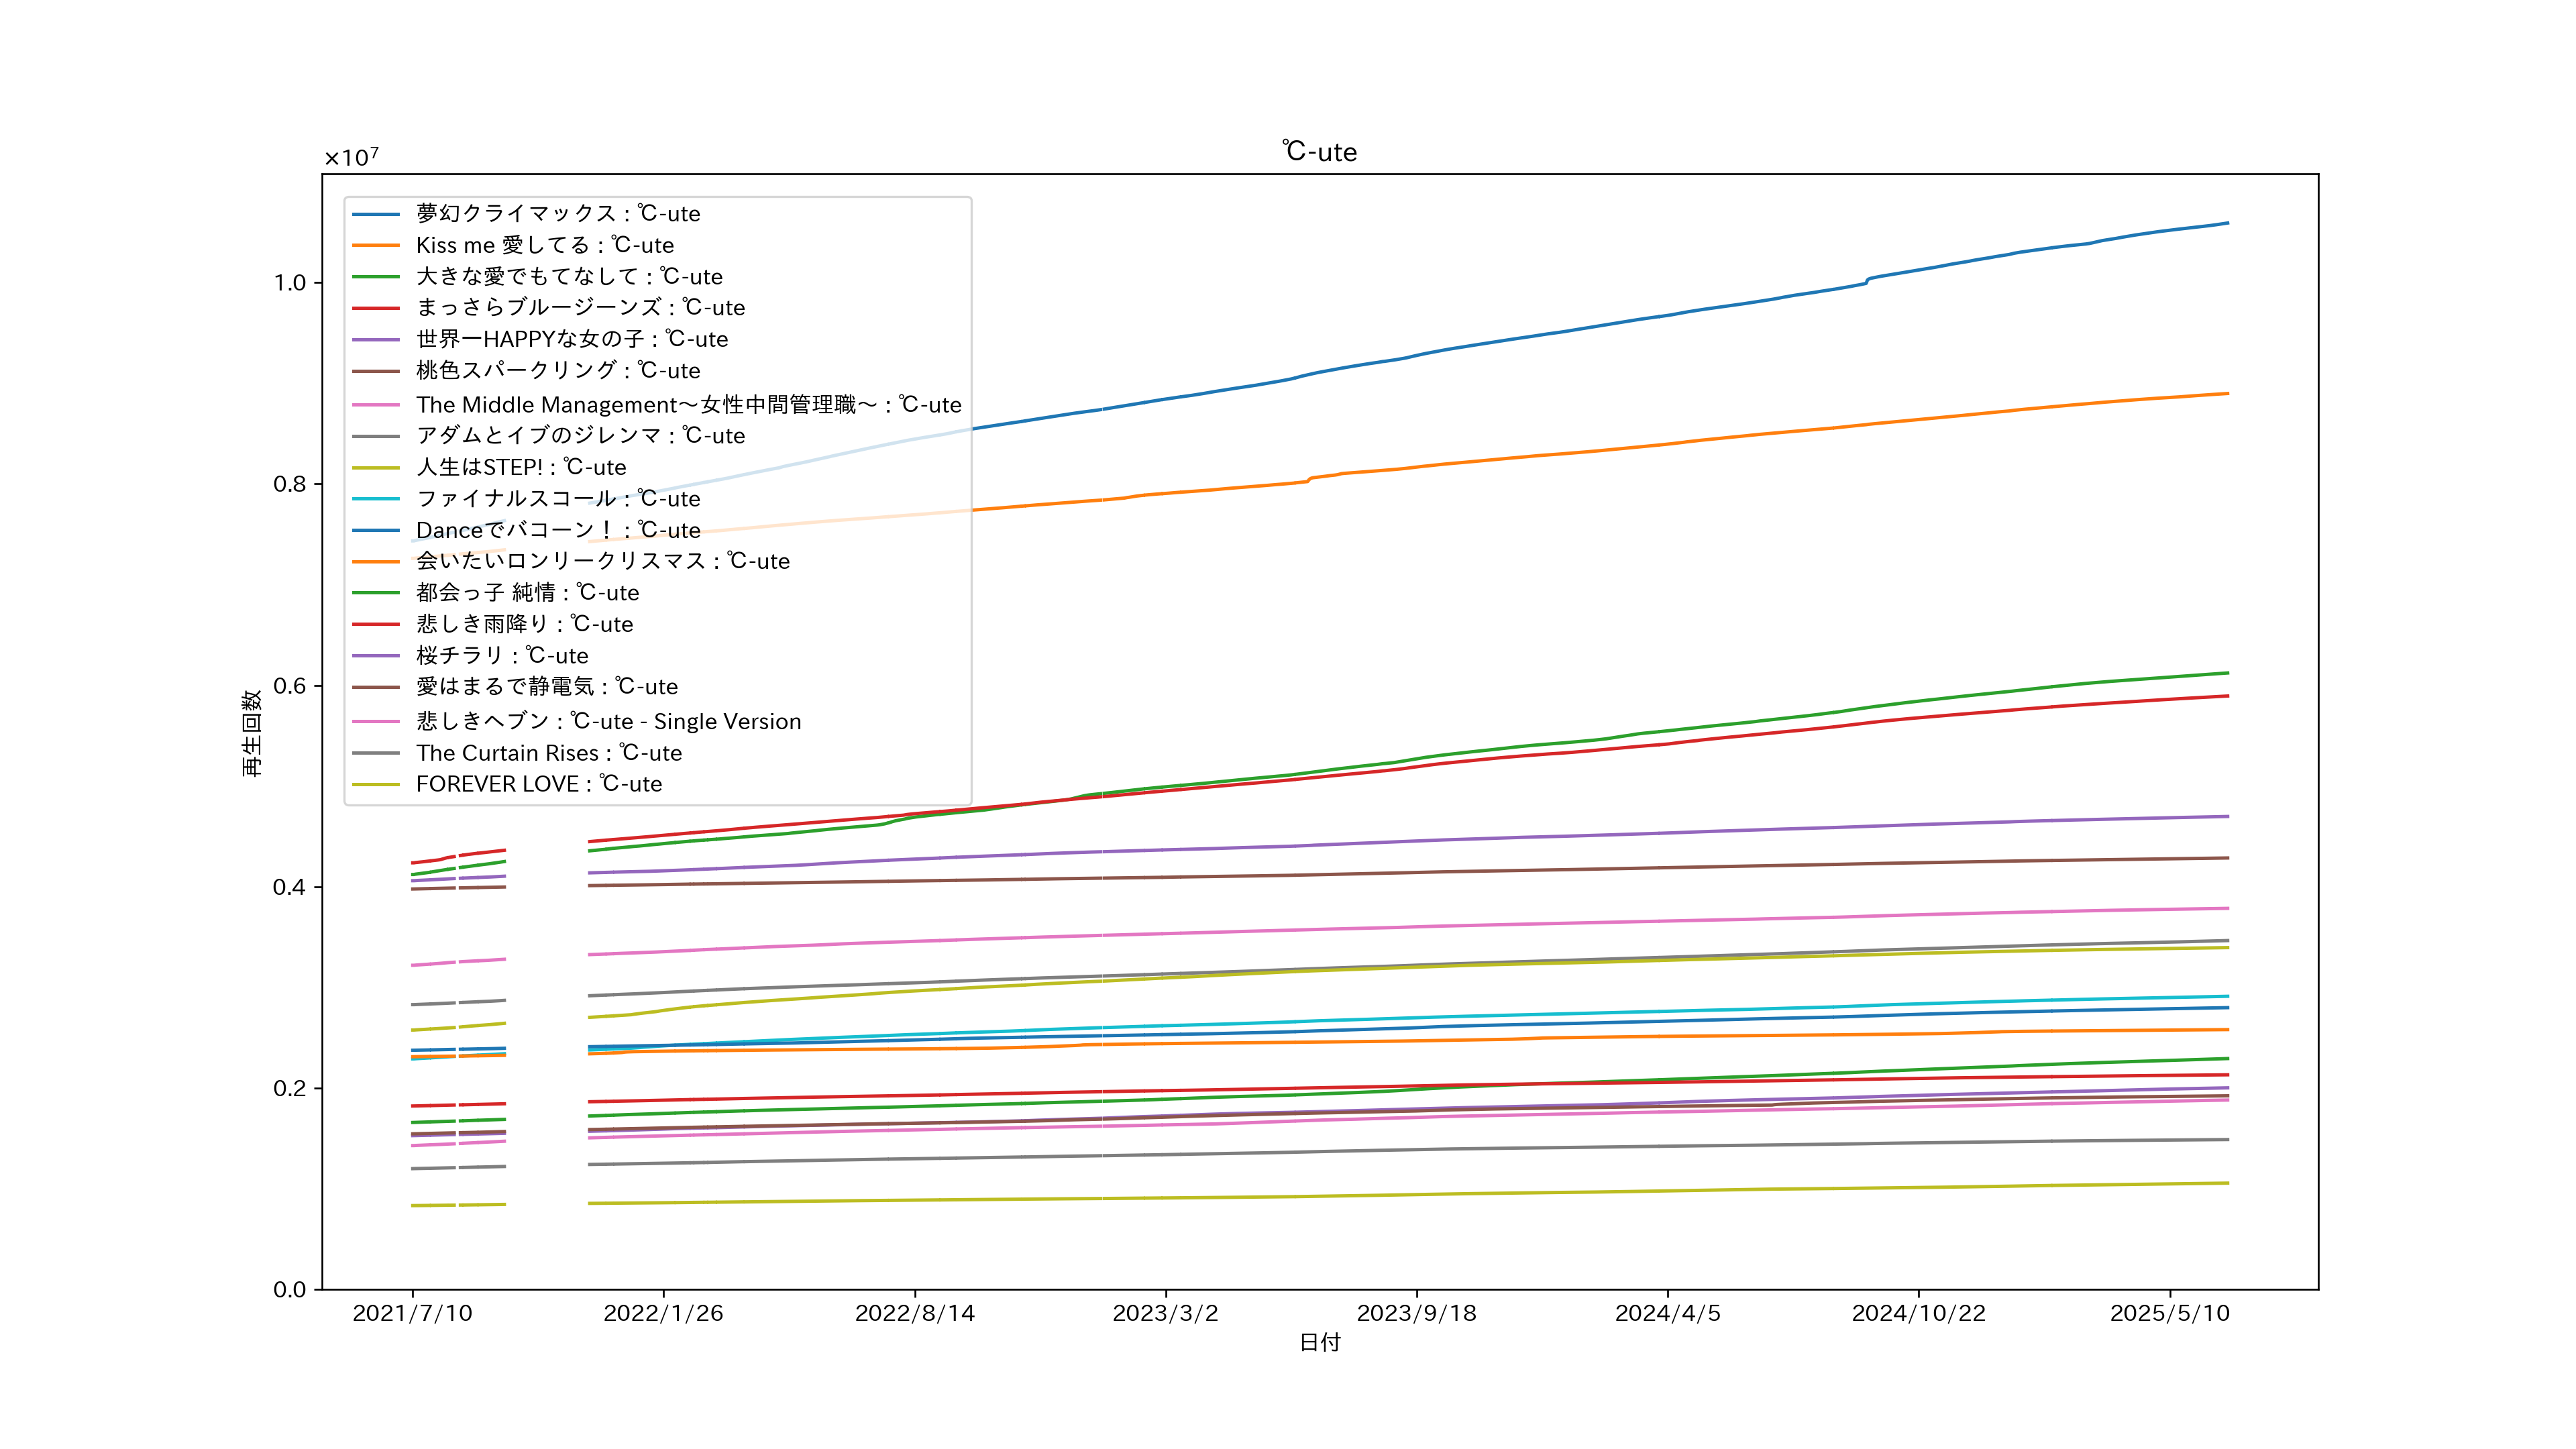 ℃-ute
×10⁷
1.0
0.8
0.6
0.4
0.2
0.0
再生回数
夢幻クライマックス : ℃-ute
Kiss me 愛してる : ℃-ute
大きな愛でもてなして : ℃-ute
まっさらブルージーンズ : ℃-ute
世界一HAPPYな女の子 : ℃-ute
桃色スパークリング : ℃-ute
The Middle Management～女性中間管理職～ : ℃-ute
アダムとイブのジレンマ : ℃-ute
人生はSTEP! : ℃-ute
ファイナルスコール : ℃-ute
Danceでバコーン！ : ℃-ute
会いたいロンリークリスマス : ℃-ute
都会っ子 純情 : ℃-ute
悲しき雨降り : ℃-ute
桜チラリ : ℃-ute
愛はまるで静電気 : ℃-ute
悲しきヘブン : ℃-ute - Single Version
The Curtain Rises : ℃-ute
FOREVER LOVE : ℃-ute
2021/7/10 2022/1/26 2022/8/14 2023/3/2 2023/9/18 2024/4/5 2024/10/22 2025/5/10
日付